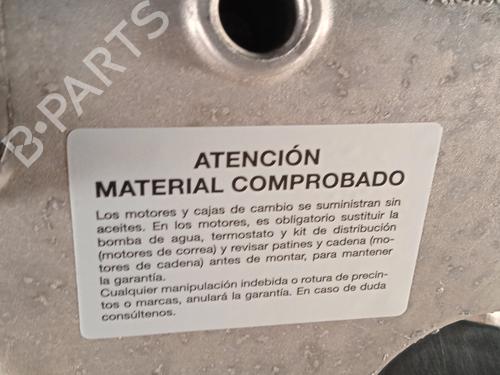 B-PARTS
ATENCIÓN
MATERIAL COMPROBADO
Los motores y cajas de cambio se suministran sin
aceites. En los motores, es obligatorio sustituir la
bomba de agua, termostato y kit de distribución
(motores de correa) y revisar patines y cadena (mo-
tores de cadena) antes de montar, para mantener
la garantía.
Cualquier manipulación indebida o rotura de precin-
tos o marcas, anulará la garantía. En caso de duda
consúltenos.